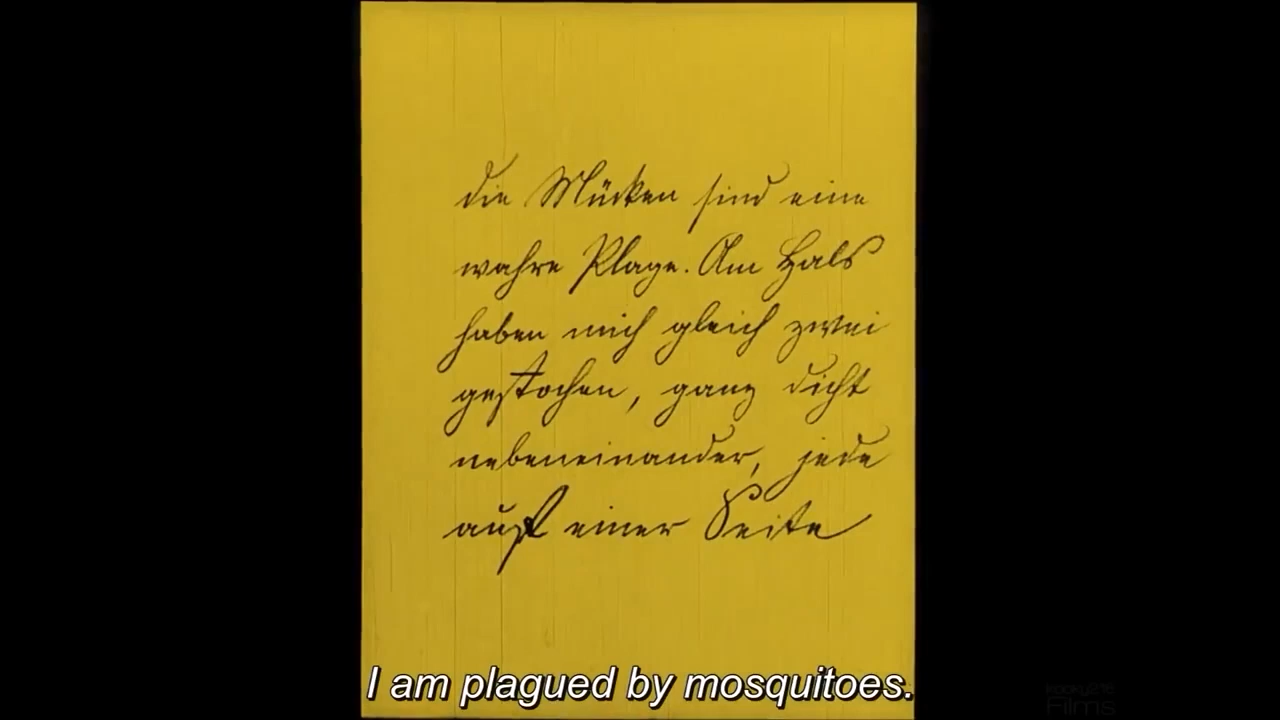 die Mücken sind eine
wahre Plage. Am Hals
haben mich gleich zwei
gestochen, ganz dicht
nebeneinander, jede
auf einer Seite
I am plagued by mosquitoes.
Films